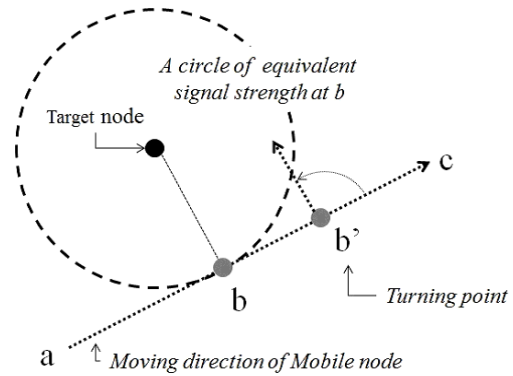 A circle of equivalent
signal strength at b
Target node
c
b’
b
Turning point
a
Moving direction of Mobile node